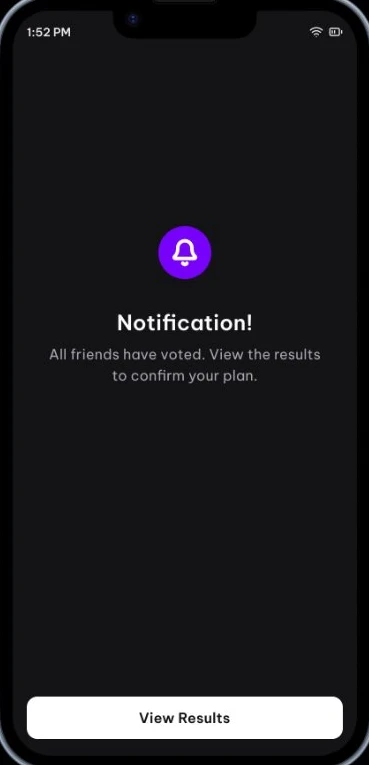 1:52 PM
Notification!
All friends have voted. View the results
to confirm your plan.
View Results